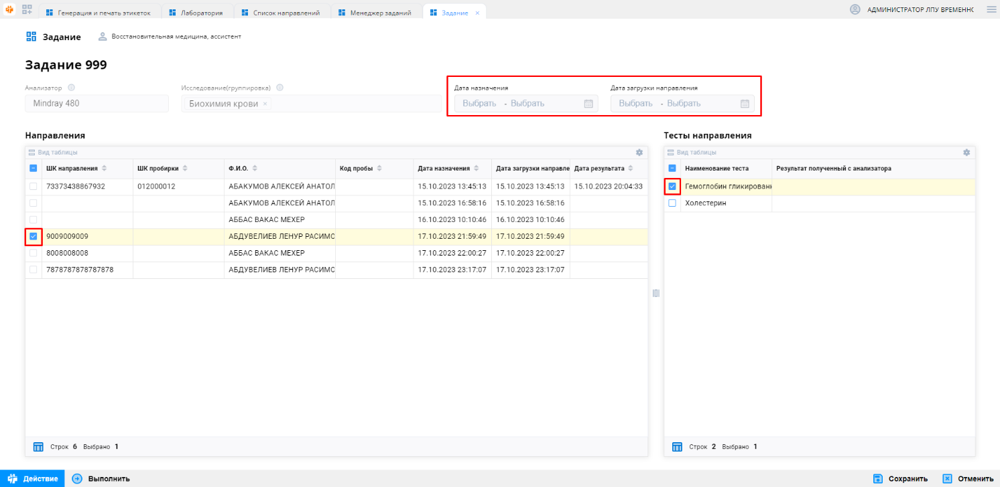 Генерация и печать этикеток Лаборатория Список направлений Менеджер заданий Задание × АДМИНИСТРАТОР ЛПУ ВРЕМЕННС
Задание Восстановительная медицина, ассистент
Задание 999
Анализатор Исследование(группировка) Дата назначения Дата загрузки направления
Mindray 480 Биохимия крови × Выбрать - Выбрать Выбрать - Выбрать
Направления Тесты направления
Вид таблицы Вид таблицы
ШК направления ШК пробирки Ф.И.О. Код пробы Дата назначения Дата загрузки направле Дата результата Наименование теста Результат полученный с анализатора
73373438867932 012000012 АБАКУМОВ АЛЕКСЕЙ АНАТОЛ 15.10.2023 13:45:13 15.10.2023 13:45:13 15.10.2023 20:04:33 Гемоглобин гликирован
АБАКУМОВ АЛЕКСЕЙ АНАТОЛ 15.10.2023 16:58:16 15.10.2023 16:58:16 Холестерин
АББАС ВАКАС МЕХЕР 16.10.2023 10:10:46 16.10.2023 10:10:46
9009009009 АБДУВЕЛИЕВ ЛЕНУР РАСИМО 17.10.2023 21:59:49 17.10.2023 21:59:49
8008008008 АББАС ВАКАС МЕХЕР 17.10.2023 22:00:27 17.10.2023 22:00:27
7878787878787878 АБДУВЕЛИЕВ ЛЕНУР РАСИМО 17.10.2023 23:17:07 17.10.2023 23:17:07
Строк 6 Выбрано 1 Строк 2 Выбрано 1
Действие Выполнить Сохранить Отменить